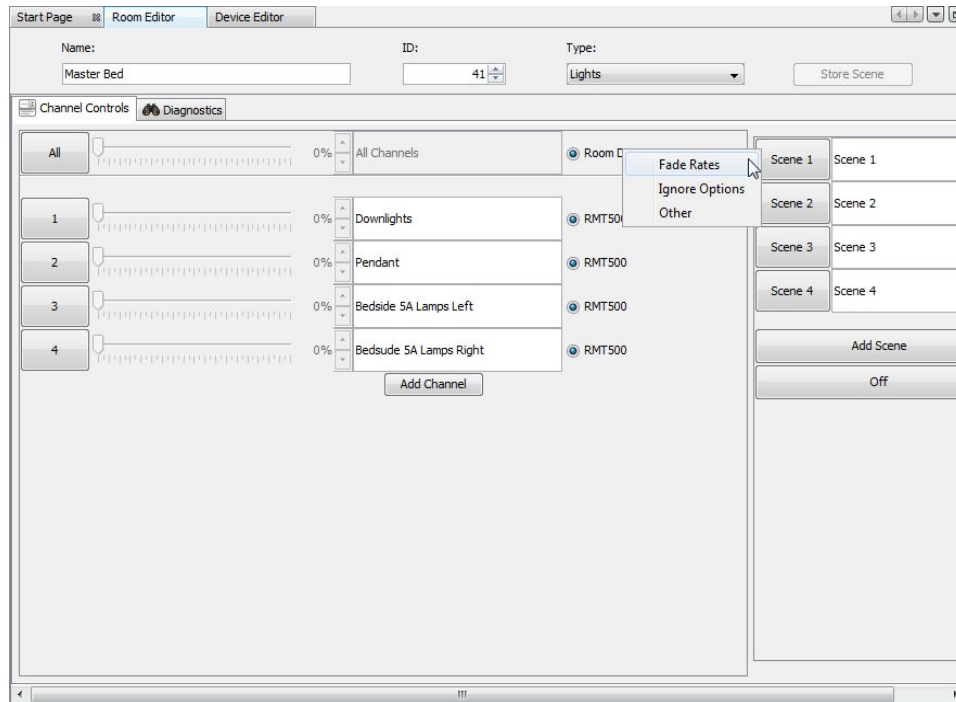 Start Page Room Editor Device Editor
Name: ID: Type:
Master Bed 41 Lights Store Scene
Channel Controls Diagnostics
All 0% All Channels Room D
Fade Rates
Ignore Options
Other
1 0% Downlights RMT50
2 0% Pendant RMT500
3 0% Bedside 5A Lamps Left RMT500
4 0% Bedsude 5A Lamps Right RMT500
Add Channel
Scene 1 Scene 1
Scene 2 Scene 2
Scene 3 Scene 3
Scene 4 Scene 4
Add Scene
Off